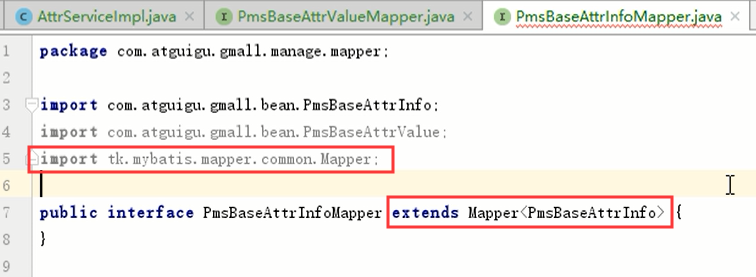 AttrServiceImpl.java × PmsBaseAttrValueMapper.java × PmsBaseAttrInfoMapper.java ×
1 package com.atguigu.gmall.manage.mapper;
2
3 import com.atguigu.gmall.bean.PmsBaseAttrInfo;
4 import com.atguigu.gmall.bean.PmsBaseAttrValue;
5 import tk.mybatis.mapper.common.Mapper;
6
7 public interface PmsBaseAttrInfoMapper extends Mapper<PmsBaseAttrInfo> {
8 }
9